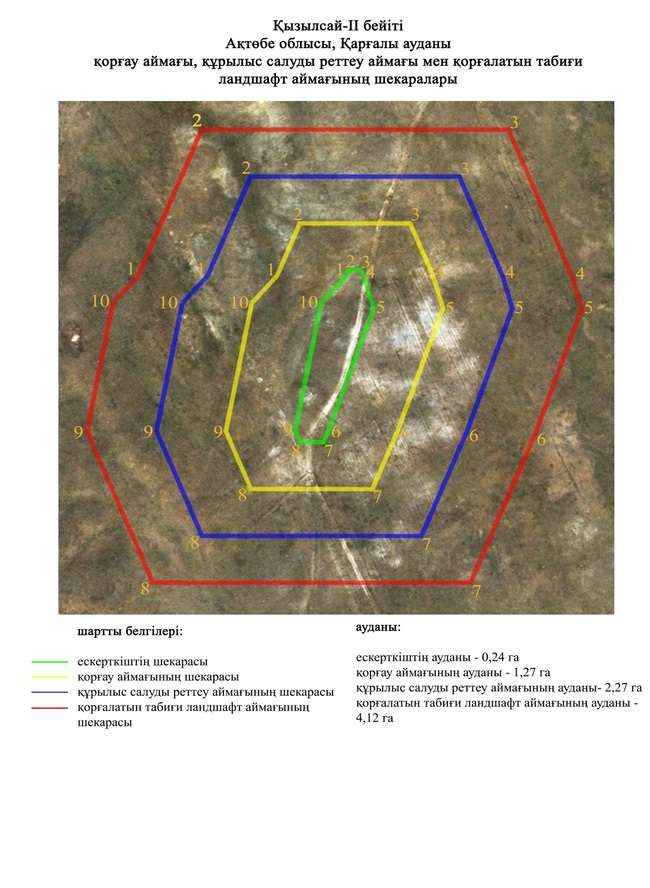 Қызылсай-II бейіті
Ақтөбе облысы, Қарғалы ауданы
қорғау аймағы, құрылыс салуды реттеу аймағы мен қорғалатын табиғи
ландшафт аймағының шекаралары
2 3
2 3
2 3
1 1 1 1 2 3 4 4 4
10 10 10 10 5 5 5 5
9 9 9 9 6 6 6
8 7
8 7
8 7
8 7
шартты белгілері:
ескерткіштің шекарасы
қорғау аймағының шекарасы
құрылыс салуды реттеу аймағының шекарасы
қорғалатын табиғи ландшафт аймағының
шекарасы
ауданы:
ескерткіштің ауданы - 0,24 га
қорғау аймағының ауданы - 1,27 га
құрылыс салуды реттеу аймағының ауданы- 2,27 га
қорғалатын табиғи ландшафт аймағының ауданы -
4,12 га